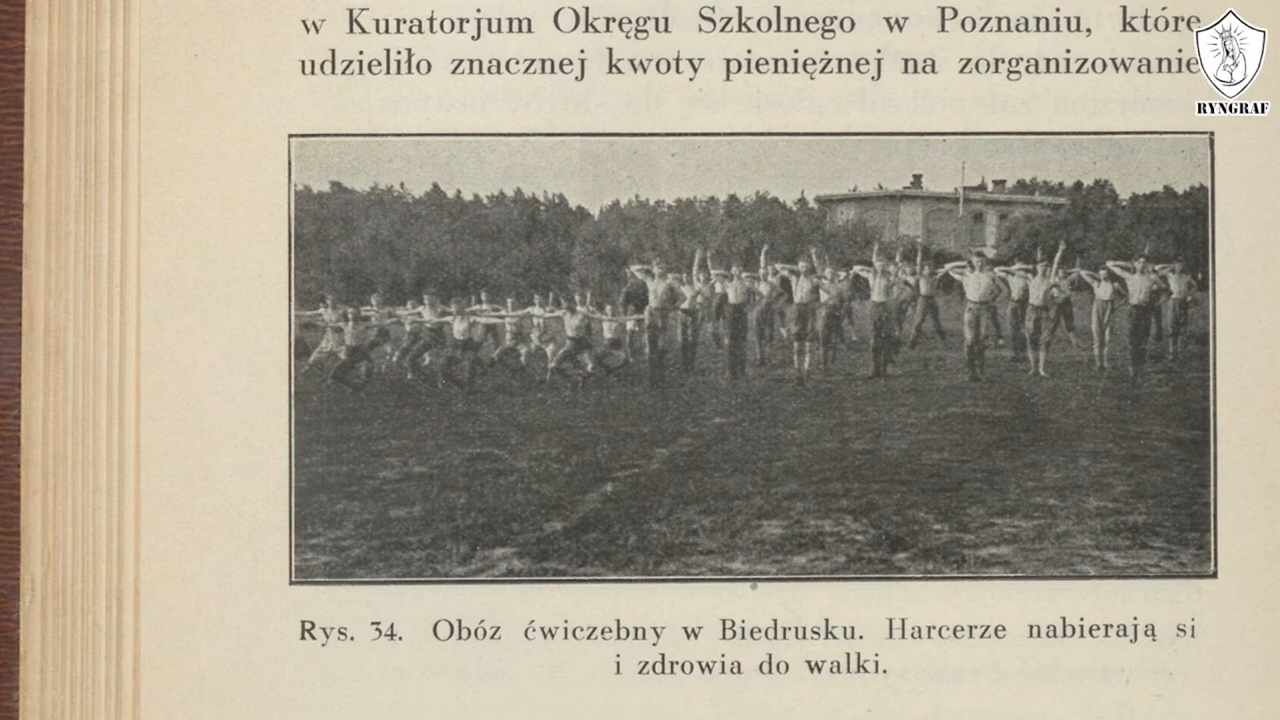 w Kuratorjum Okręgu Szkolnego w Poznaniu, które
udzieliło znacznej kwoty pieniężnej na zorganizowanie
RYNGRAF
Rys. 34. Obóz ćwiczebny w Biedrusku. Harcerze nabierają si
i zdrowia do walki.